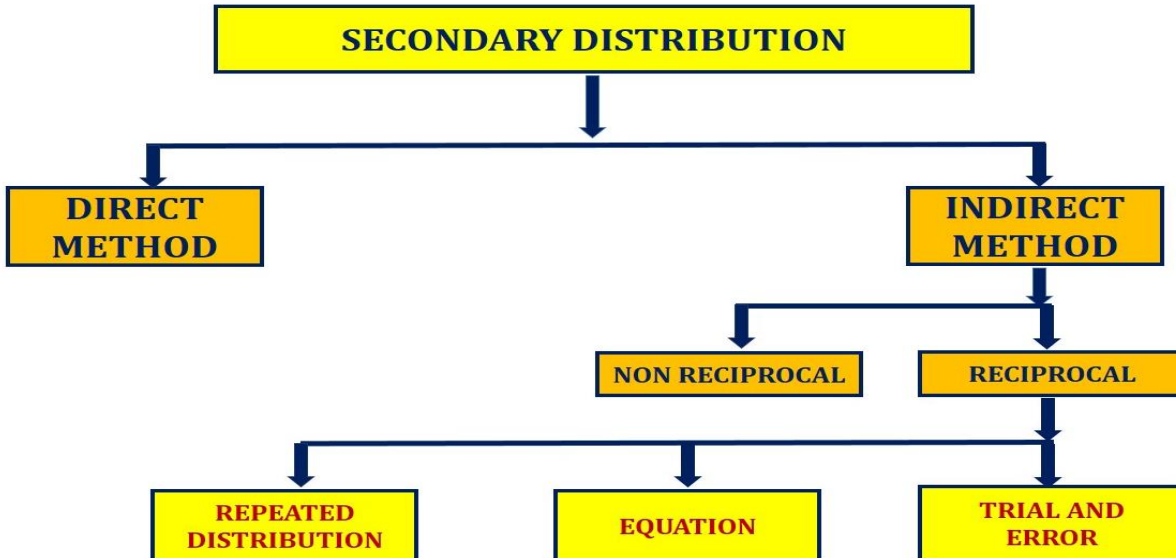 SECONDARY DISTRIBUTION
DIRECT
METHOD
INDIRECT
METHOD
NON RECIPROCAL
RECIPROCAL
REPEATED
DISTRIBUTION
EQUATION
TRIAL AND
ERROR